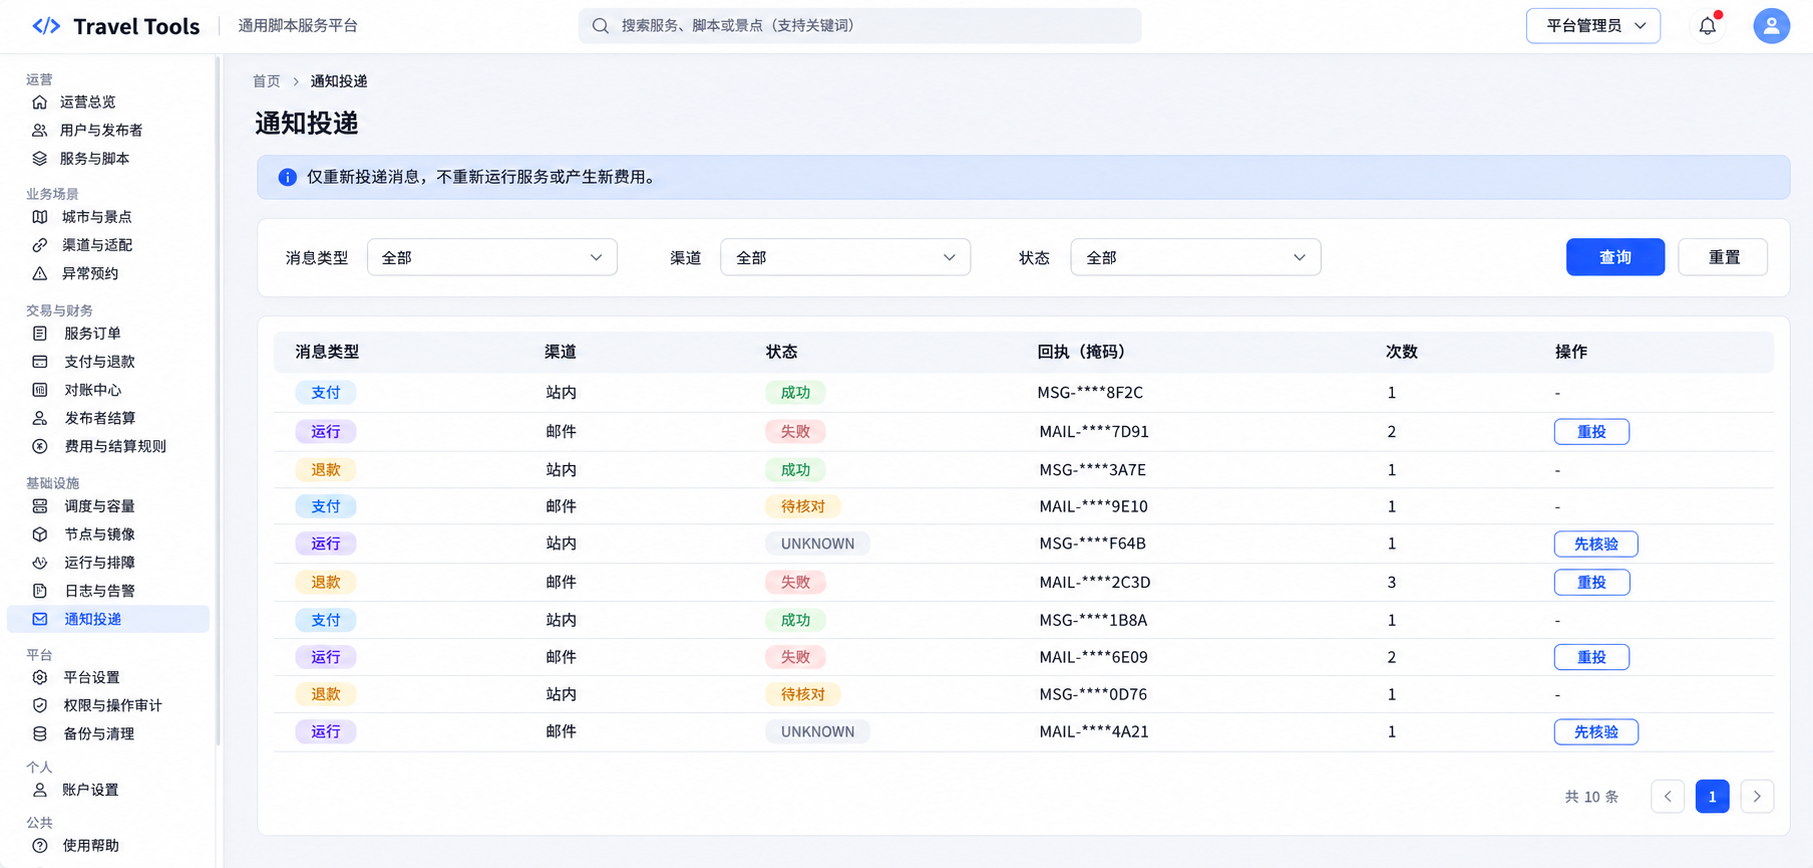 </> Travel Tools 通用脚本服务平台 搜索服务、脚本或景点（支持关键词） 平台管理员
运营
运营总览
用户与发布者
服务与脚本
业务场景
城市与景点
渠道与适配
异常预约
交易与财务
服务订单
支付与退款
对账中心
发布者结算
费用与结算规则
基础设施
调度与容量
节点与镜像
运行与排障
日志与告警
通知投递
平台
平台设置
权限与操作审计
备份与清理
个人
账户设置
公共
使用帮助
首页 > 通知投递
通知投递
仅重新投递消息，不重新运行服务或产生新费用。
消息类型 全部 渠道 全部 状态 全部 查询 重置
消息类型 渠道 状态 回执（掩码） 次数 操作
支付 站内 成功 MSG-****8F2C 1 -
运行 邮件 失败 MAIL-****7D91 2 重投
退款 站内 成功 MSG-****3A7E 1 -
支付 邮件 待核对 MAIL-****9E10 1 -
运行 站内 UNKNOWN MSG-****F64B 1 先核验
退款 邮件 失败 MAIL-****2C3D 3 重投
支付 站内 成功 MSG-****1B8A 1 -
运行 邮件 失败 MAIL-****6E09 2 重投
退款 站内 待核对 MSG-****0D76 1 -
运行 邮件 UNKNOWN MAIL-****4A21 1 先核验
共 10 条 < 1 >